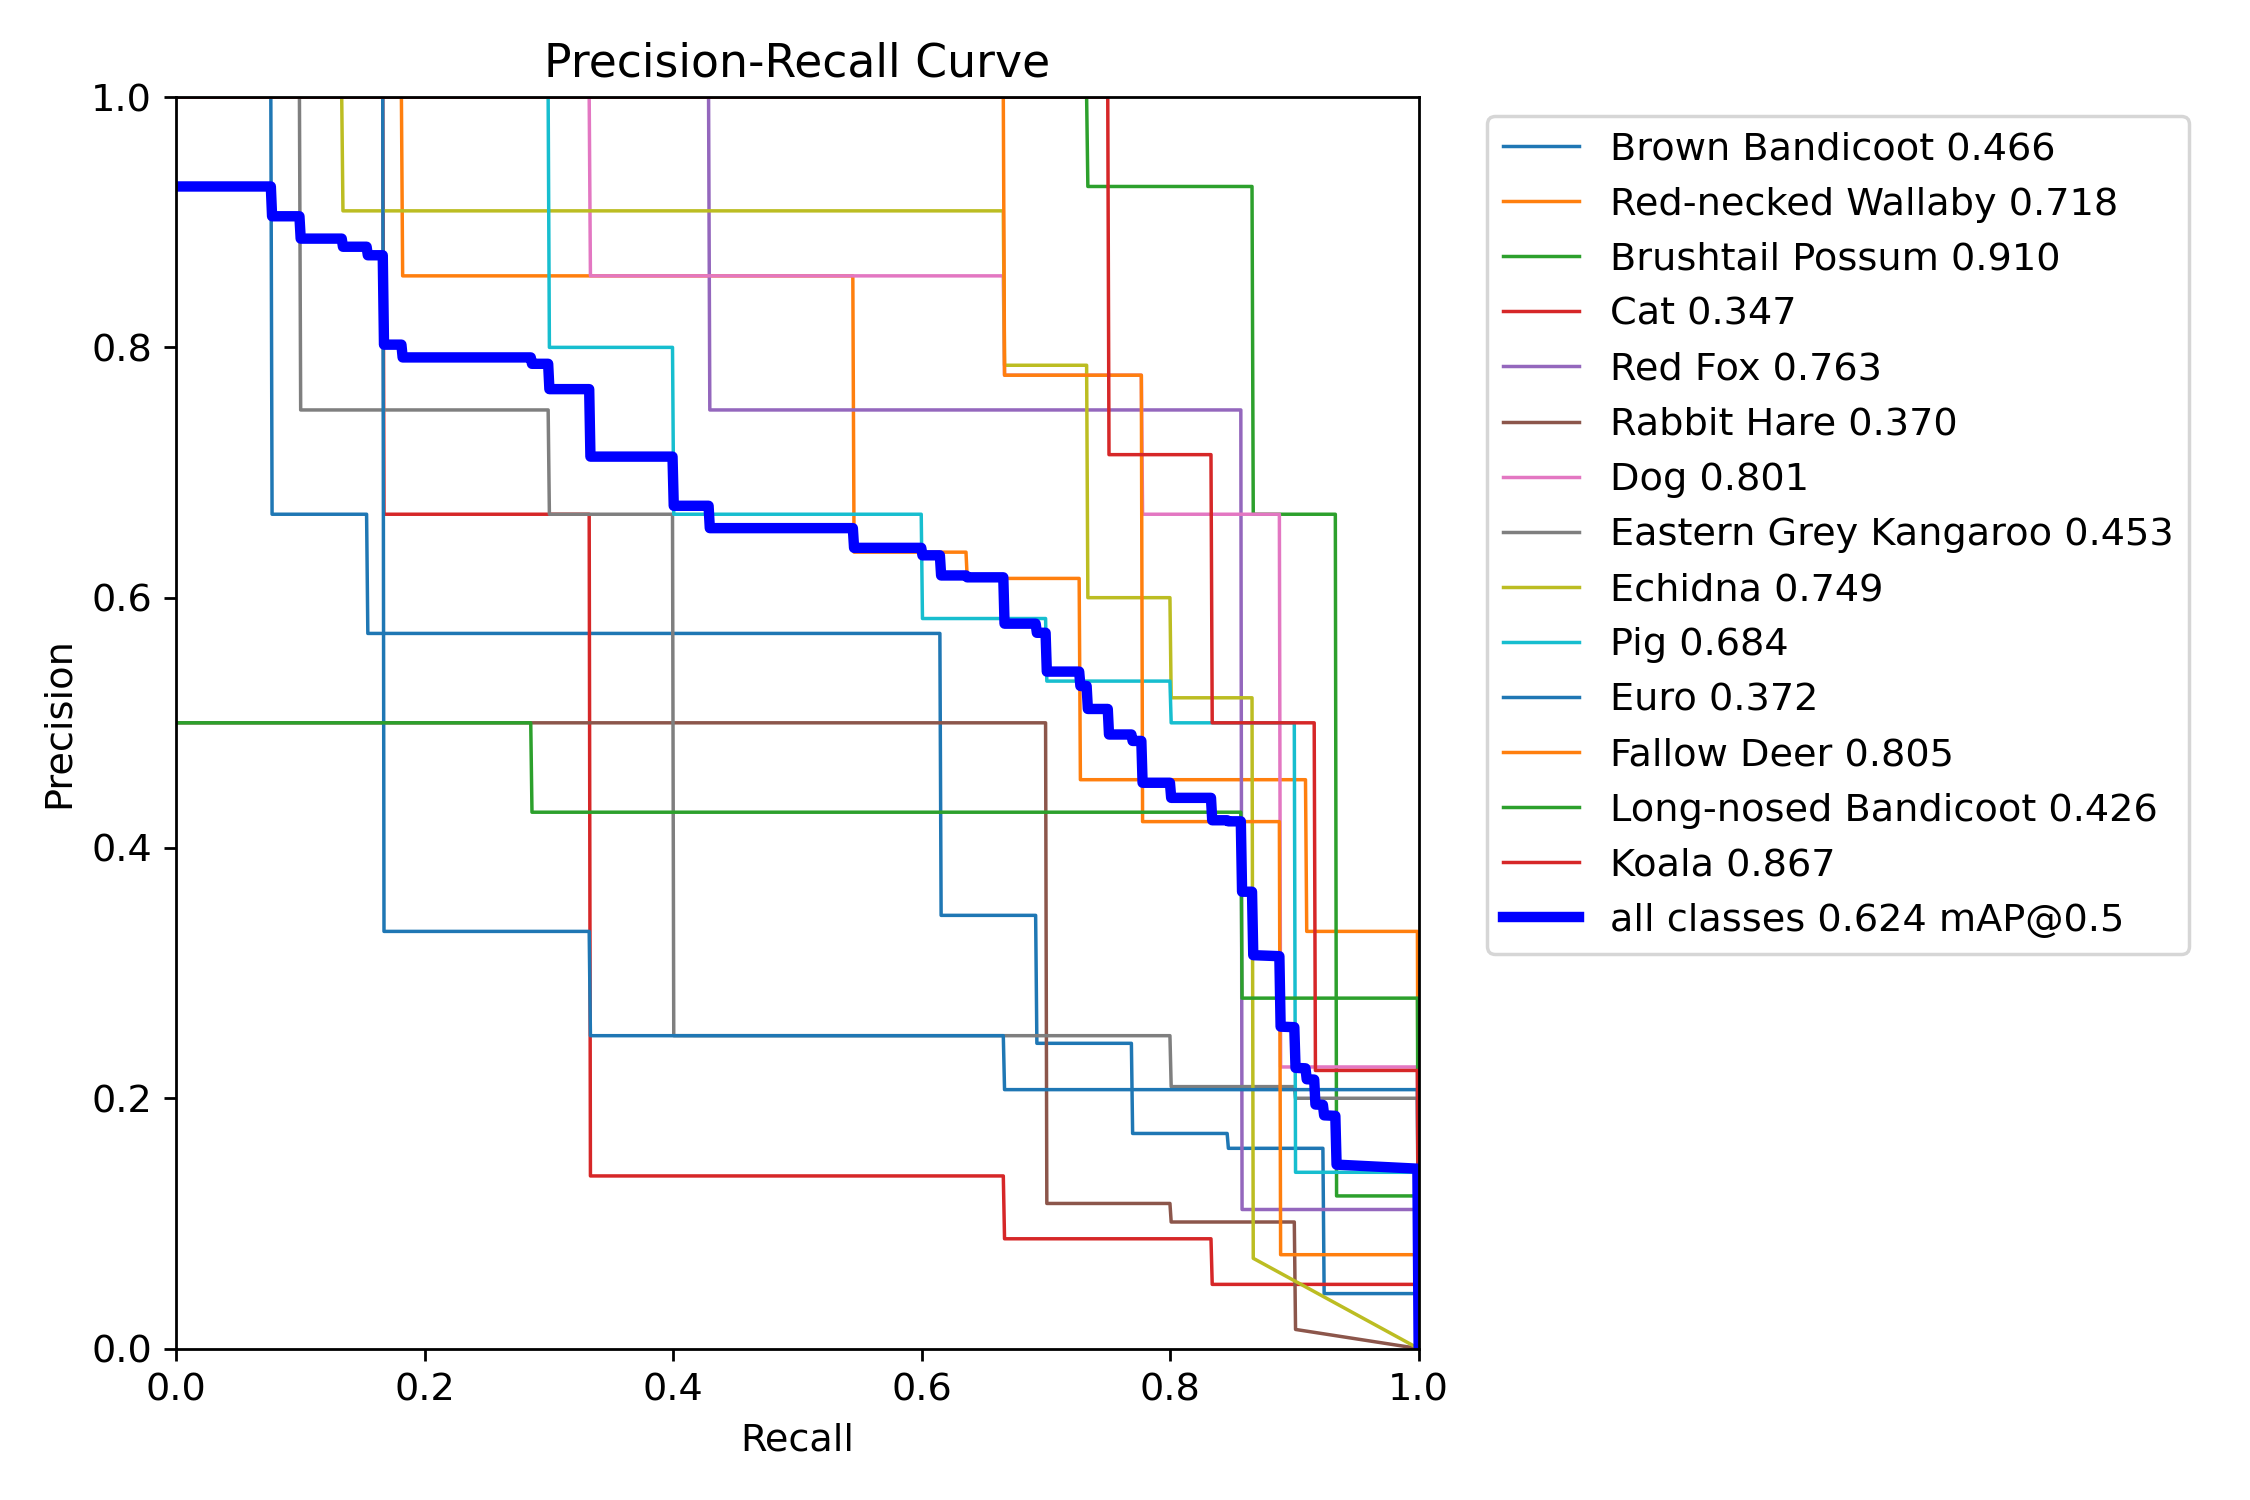 Precision-Recall Curve
1.0
0.8
0.6
0.4
0.2
0.0
Precision
0.0 0.2 0.4 0.6 0.8 1.0
Recall
Brown Bandicoot 0.466
Red-necked Wallaby 0.718
Brushtail Possum 0.910
Cat 0.347
Red Fox 0.763
Rabbit Hare 0.370
Dog 0.801
Eastern Grey Kangaroo 0.453
Echidna 0.749
Pig 0.684
Euro 0.372
Fallow Deer 0.805
Long-nosed Bandicoot 0.426
Koala 0.867
all classes 0.624 mAP@0.5